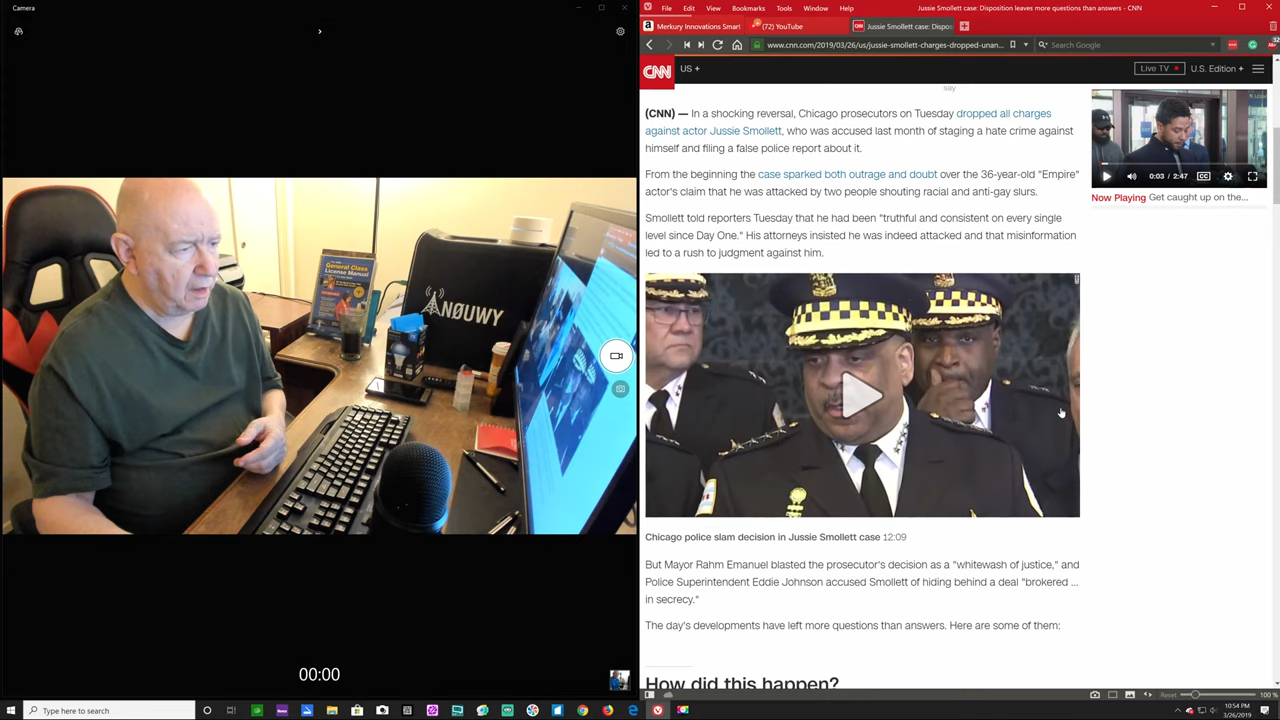 Camera
General Class
License Manual
NØUWY
00:00
Type here to search
File Edit View Bookmarks Tools Window Help
Jussie Smollett case: Disposition leaves more questions than answers - CNN
Merkury Innovations Smart
(72) YouTube
Jussie Smollett case: Dispos
www.cnn.com/2019/03/26/us/jussie-smollett-charges-dropped-unan...
Search Google
CNN
US +
Live TV
U.S. Edition +
say
(CNN) — In a shocking reversal, Chicago prosecutors on Tuesday dropped all charges
against actor Jussie Smollett, who was accused last month of staging a hate crime against
himself and filing a false police report about it.
From the beginning the case sparked both outrage and doubt over the 36-year-old "Empire"
actor's claim that he was attacked by two people shouting racial and anti-gay slurs.
Smollett told reporters Tuesday that he had been "truthful and consistent on every single
level since Day One." His attorneys insisted he was indeed attacked and that misinformation
led to a rush to judgment against him.
Chicago police slam decision in Jussie Smollett case 12:09
But Mayor Rahm Emanuel blasted the prosecutor's decision as a "whitewash of justice," and
Police Superintendent Eddie Johnson accused Smollett of hiding behind a deal "brokered ...
in secrecy."
The day's developments have left more questions than answers. Here are some of them:
How did this happen?
0:03 / 2:47
CC
Now Playing Get caught up on the...
Reset
100 %
10:54 PM
3/26/2019